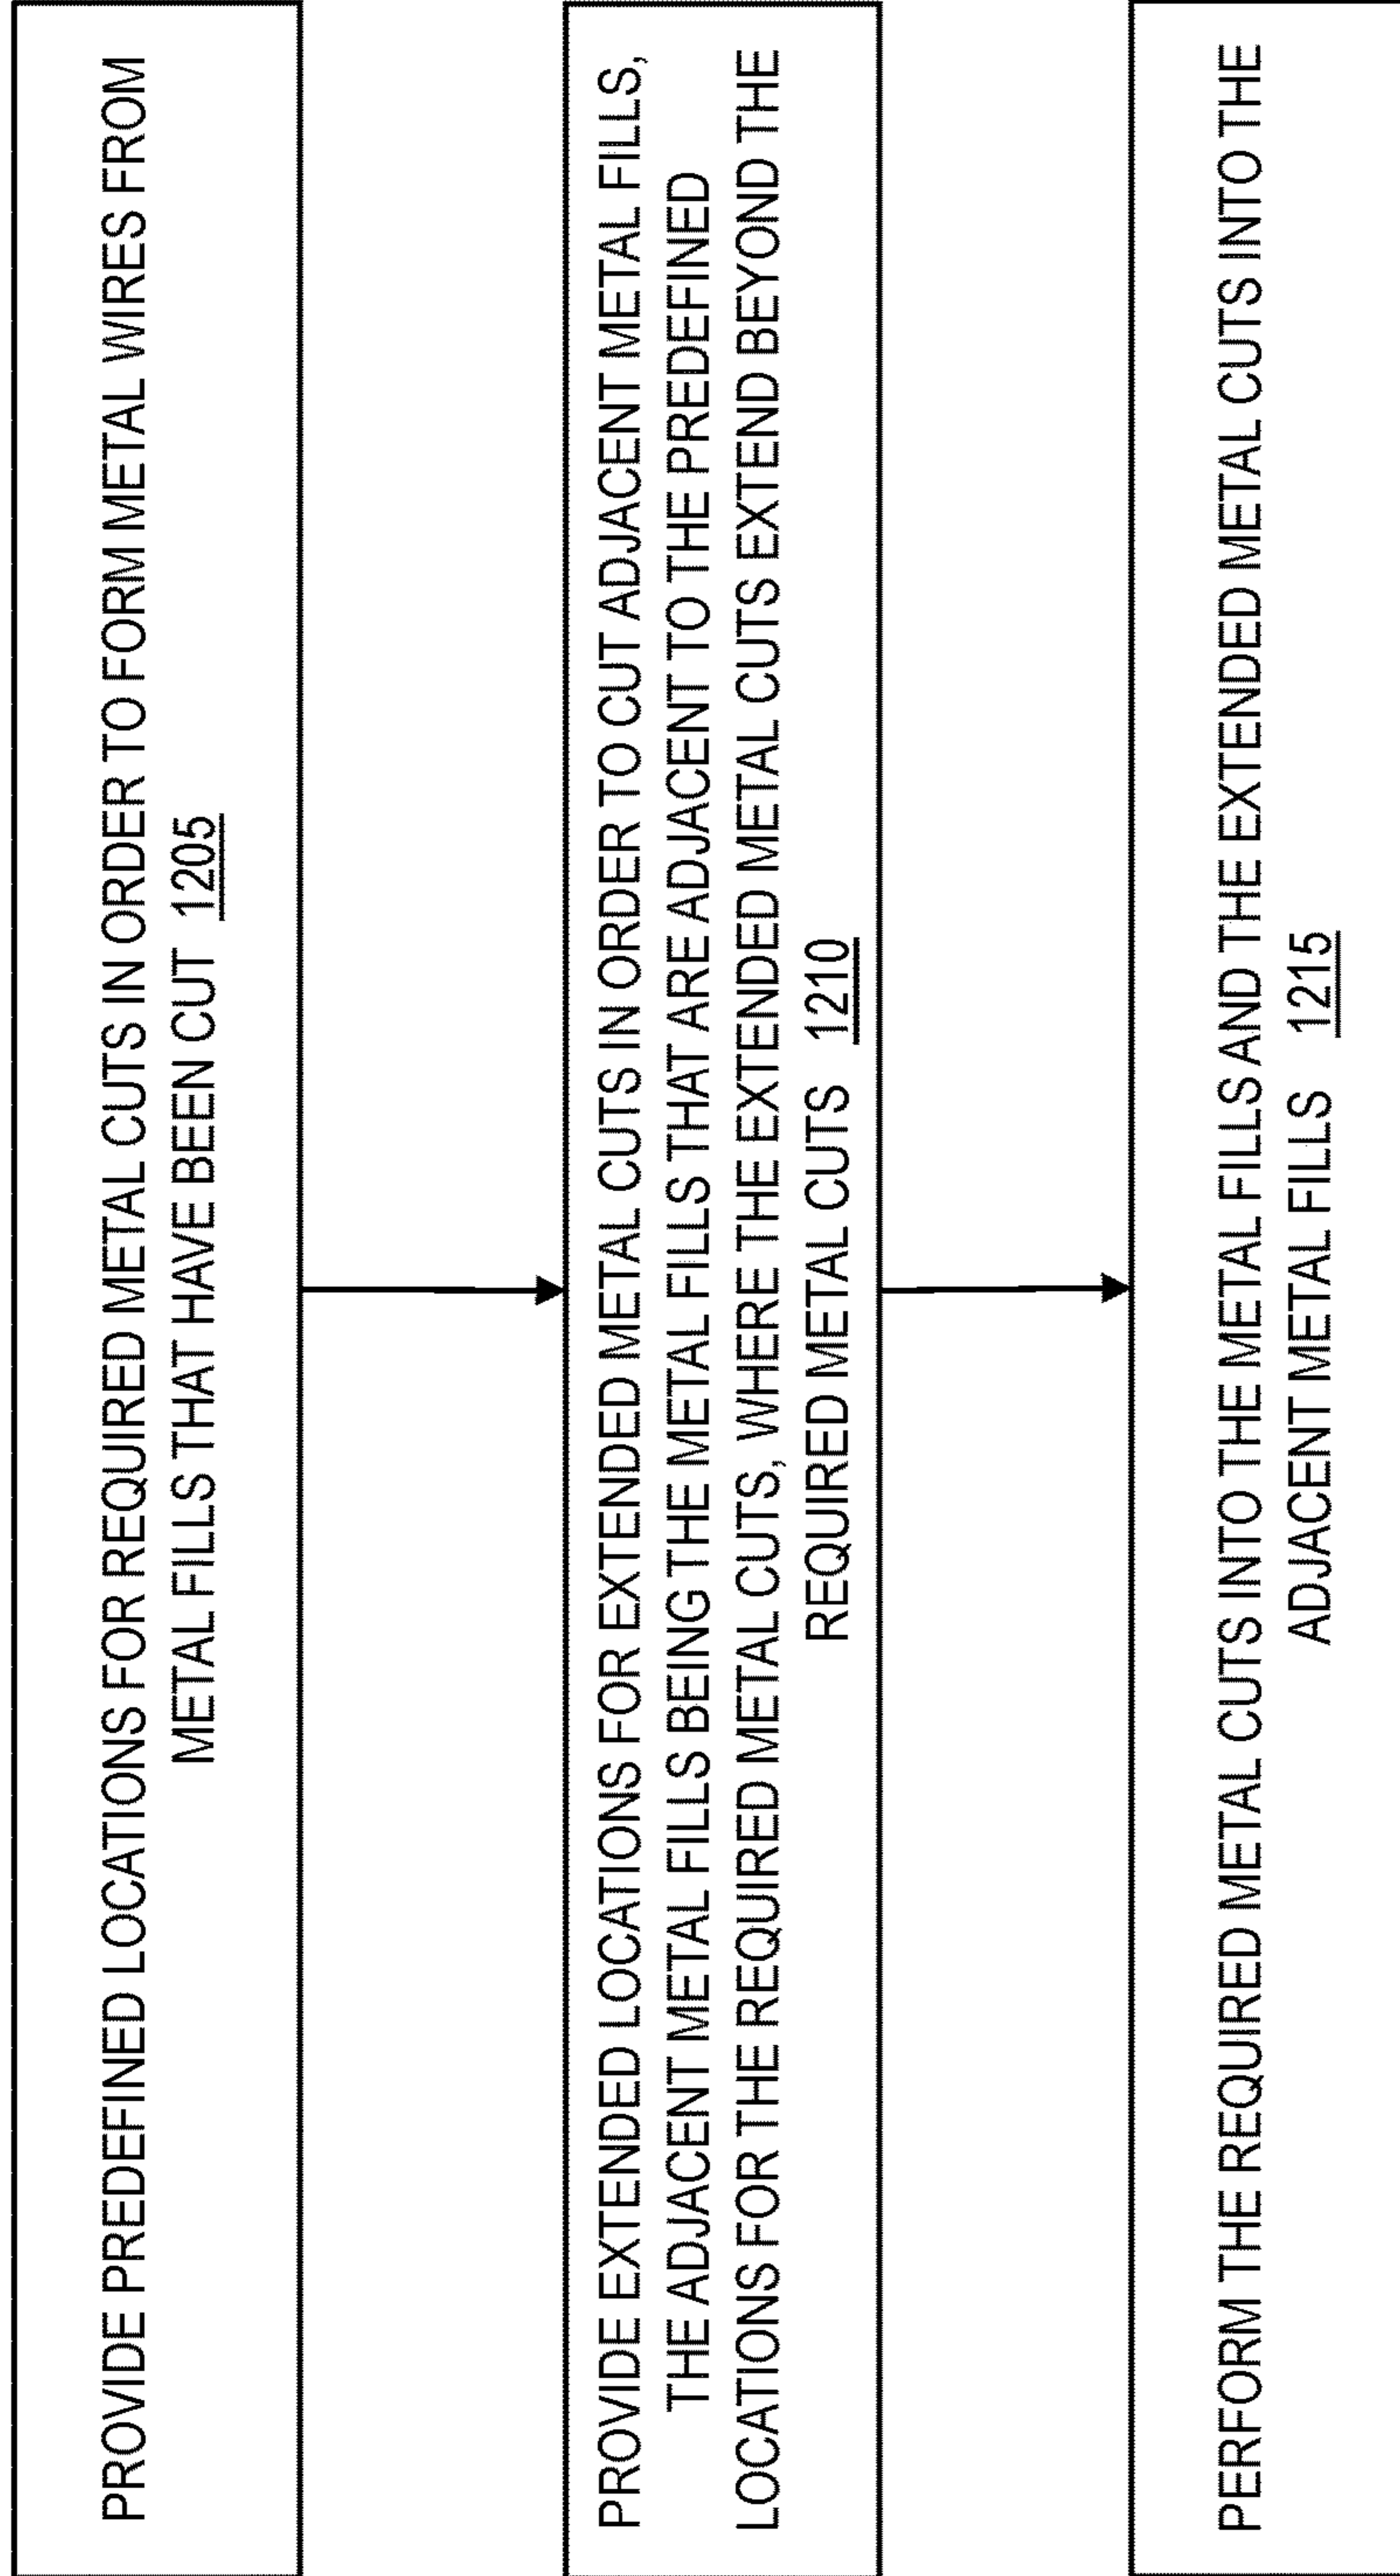 PROVIDE PREDEFINED LOCATIONS FOR REQUIRED METAL CUTS IN ORDER TO FORM METAL WIRES FROM
METAL FILLS THAT HAVE BEEN CUT 1205
PROVIDE EXTENDED LOCATIONS FOR EXTENDED METAL CUTS IN ORDER TO CUT ADJACENT METAL FILLS,
THE ADJACENT METAL FILLS BEING THE METAL FILLS THAT ARE ADJACENT TO THE PREDEFINED
LOCATIONS FOR THE REQUIRED METAL CUTS, WHERE THE EXTENDED METAL CUTS EXTEND BEYOND THE
REQUIRED METAL CUTS 1210
PERFORM THE REQUIRED METAL CUTS INTO THE METAL FILLS AND THE EXTENDED METAL CUTS INTO THE
ADJACENT METAL FILLS 1215